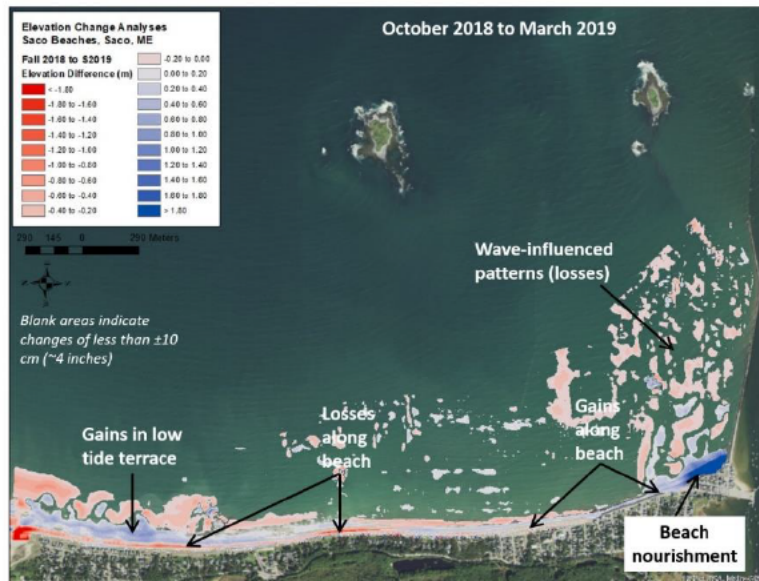 Elevation Change Analyses
Saco Beaches, Saco, ME
Fall 2018 to S2019
Elevation Difference (m)
< -1.80
-1.80 to -1.60
-1.60 to -1.40
-1.40 to -1.20
-1.20 to -1.00
-1.00 to -0.80
-0.80 to -0.60
-0.60 to -0.40
-0.40 to -0.20
-0.20 to 0.00
0.00 to 0.20
0.20 to 0.40
0.40 to 0.60
0.60 to 0.80
0.80 to 1.00
1.00 to 1.20
1.20 to 1.40
1.40 to 1.60
1.60 to 1.80
> 1.80
October 2018 to March 2019
290 145 0 290 Meters
Blank areas indicate
changes of less than ±10
cm (~4 inches)
Wave-influenced
patterns (losses)
Gains in low
tide terrace
Losses
along
beach
Gains
along
beach
Beach
nourishment